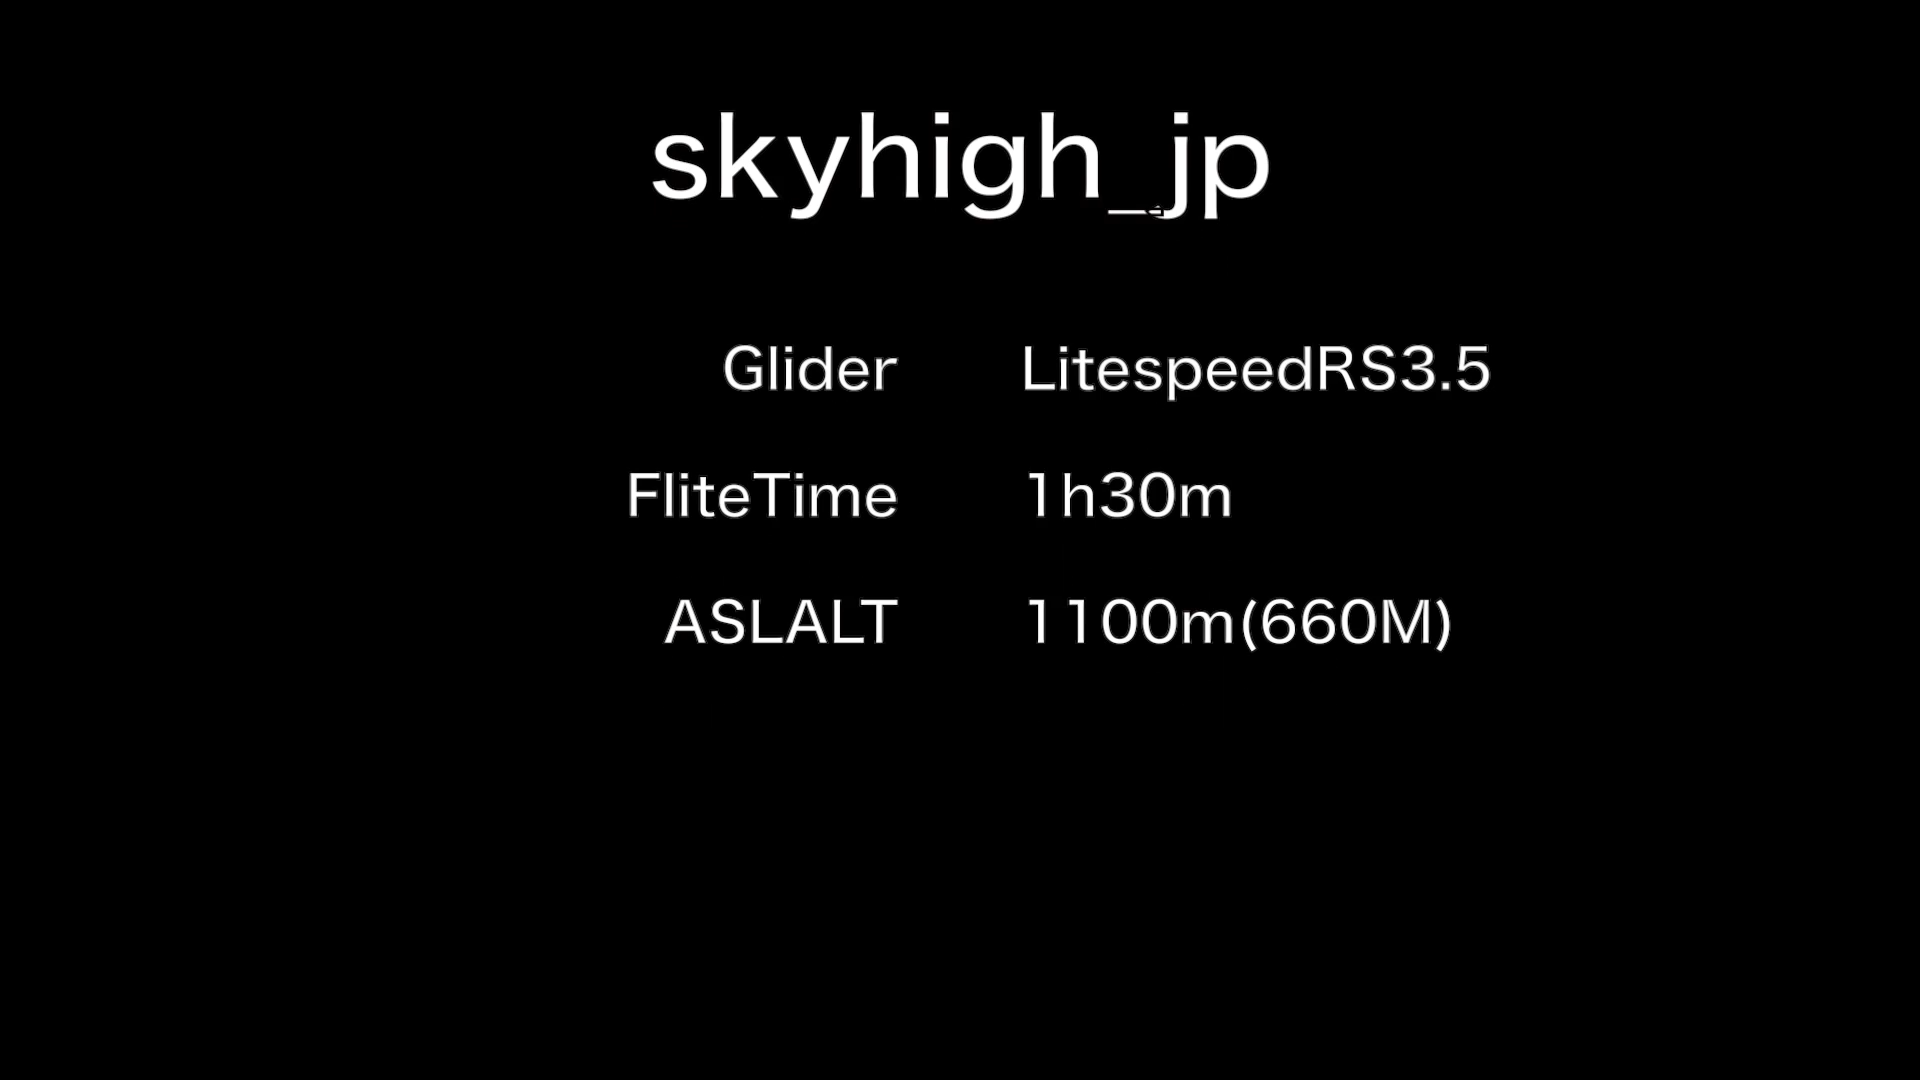 skyhigh_jp
Glider LitespeedRS3.5
FliteTime 1h30m
ASLALT 1100m(660M)